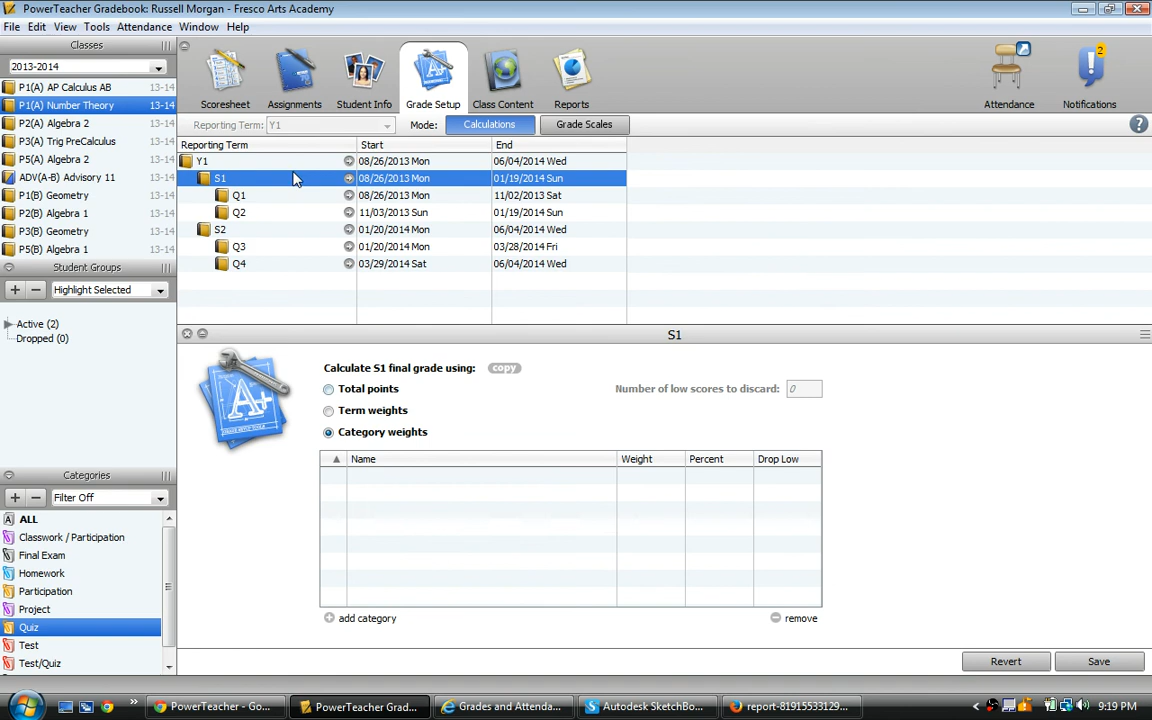 PowerTeacher Gradebook: Russell Morgan - Fresco Arts Academy
File Edit View Tools Attendance Window Help
Classes
2013-2014
P1(A) AP Calculus AB 13-14
P1(A) Number Theory 13-14
P2(A) Algebra 2 13-14
P3(A) Trig PreCalculus 13-14
P5(A) Algebra 2 13-14
ADV(A-B) Advisory 11 13-14
P1(B) Geometry 13-14
P2(B) Algebra 1 13-14
P3(B) Geometry 13-14
P5(B) Algebra 1 13-14
Student Groups
Highlight Selected
Active (2)
Dropped (0)
Categories
Filter Off
ALL
Classwork / Participation
Final Exam
Homework
Participation
Project
Quiz
Test
Test/Quiz
Scoresheet Assignments Student Info Grade Setup Class Content Reports Attendance 2 Notifications
Reporting Term: Y1 Mode: Calculations Grade Scales ?
Reporting Term Start End
Y1 08/26/2013 Mon 06/04/2014 Wed
S1 08/26/2013 Mon 01/19/2014 Sun
Q1 08/26/2013 Mon 11/02/2013 Sat
Q2 11/03/2013 Sun 01/19/2014 Sun
S2 01/20/2014 Mon 06/04/2014 Wed
Q3 01/20/2014 Mon 03/28/2014 Fri
Q4 03/29/2014 Sat 06/04/2014 Wed
S1
A+
Calculate S1 final grade using: copy
Total points Number of low scores to discard: 0
Term weights
Category weights
Name Weight Percent Drop Low
add category remove
Revert Save
PowerTeacher - Go... PowerTeacher Grad... Grades and Attenda... Autodesk SketchBo... report-81915533129... 9:19 PM